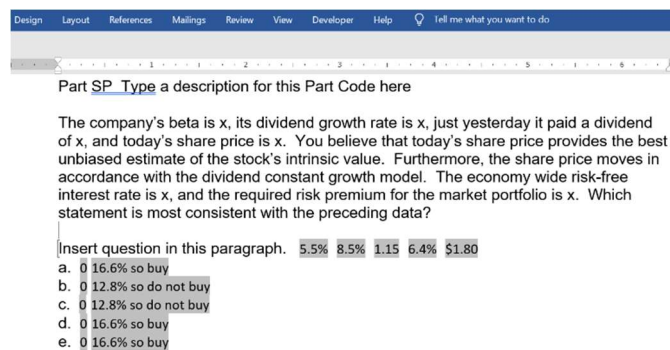 Design Layout References Mailings Review View Developer Help Tell me what you want to do
1 2 3 4 5 6
Part SP Type a description for this Part Code here
The company's beta is x, its dividend growth rate is x, just yesterday it paid a dividend
of x, and today's share price is x. You believe that today's share price provides the best
unbiased estimate of the stock's intrinsic value. Furthermore, the share price moves in
accordance with the dividend constant growth model. The economy wide risk-free
interest rate is x, and the required risk premium for the market portfolio is x. Which
statement is most consistent with the preceding data?
Insert question in this paragraph. 5.5% 8.5% 1.15 6.4% $1.80
a. 0 16.6% so buy
b. 0 12.8% so do not buy
c. 0 12.8% so do not buy
d. 0 16.6% so buy
e. 0 16.6% so buy